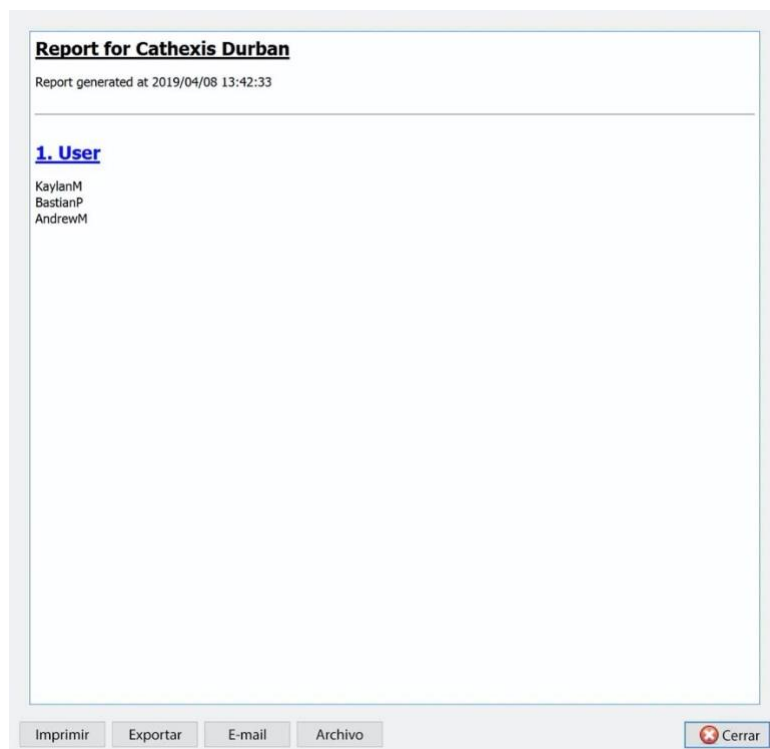 Report for Cathexis Durban
Report generated at 2019/04/08 13:42:33
1. User
KaylanM
BastianP
AndrewM
Imprimir Exportar E-mail Archivo Cerrar